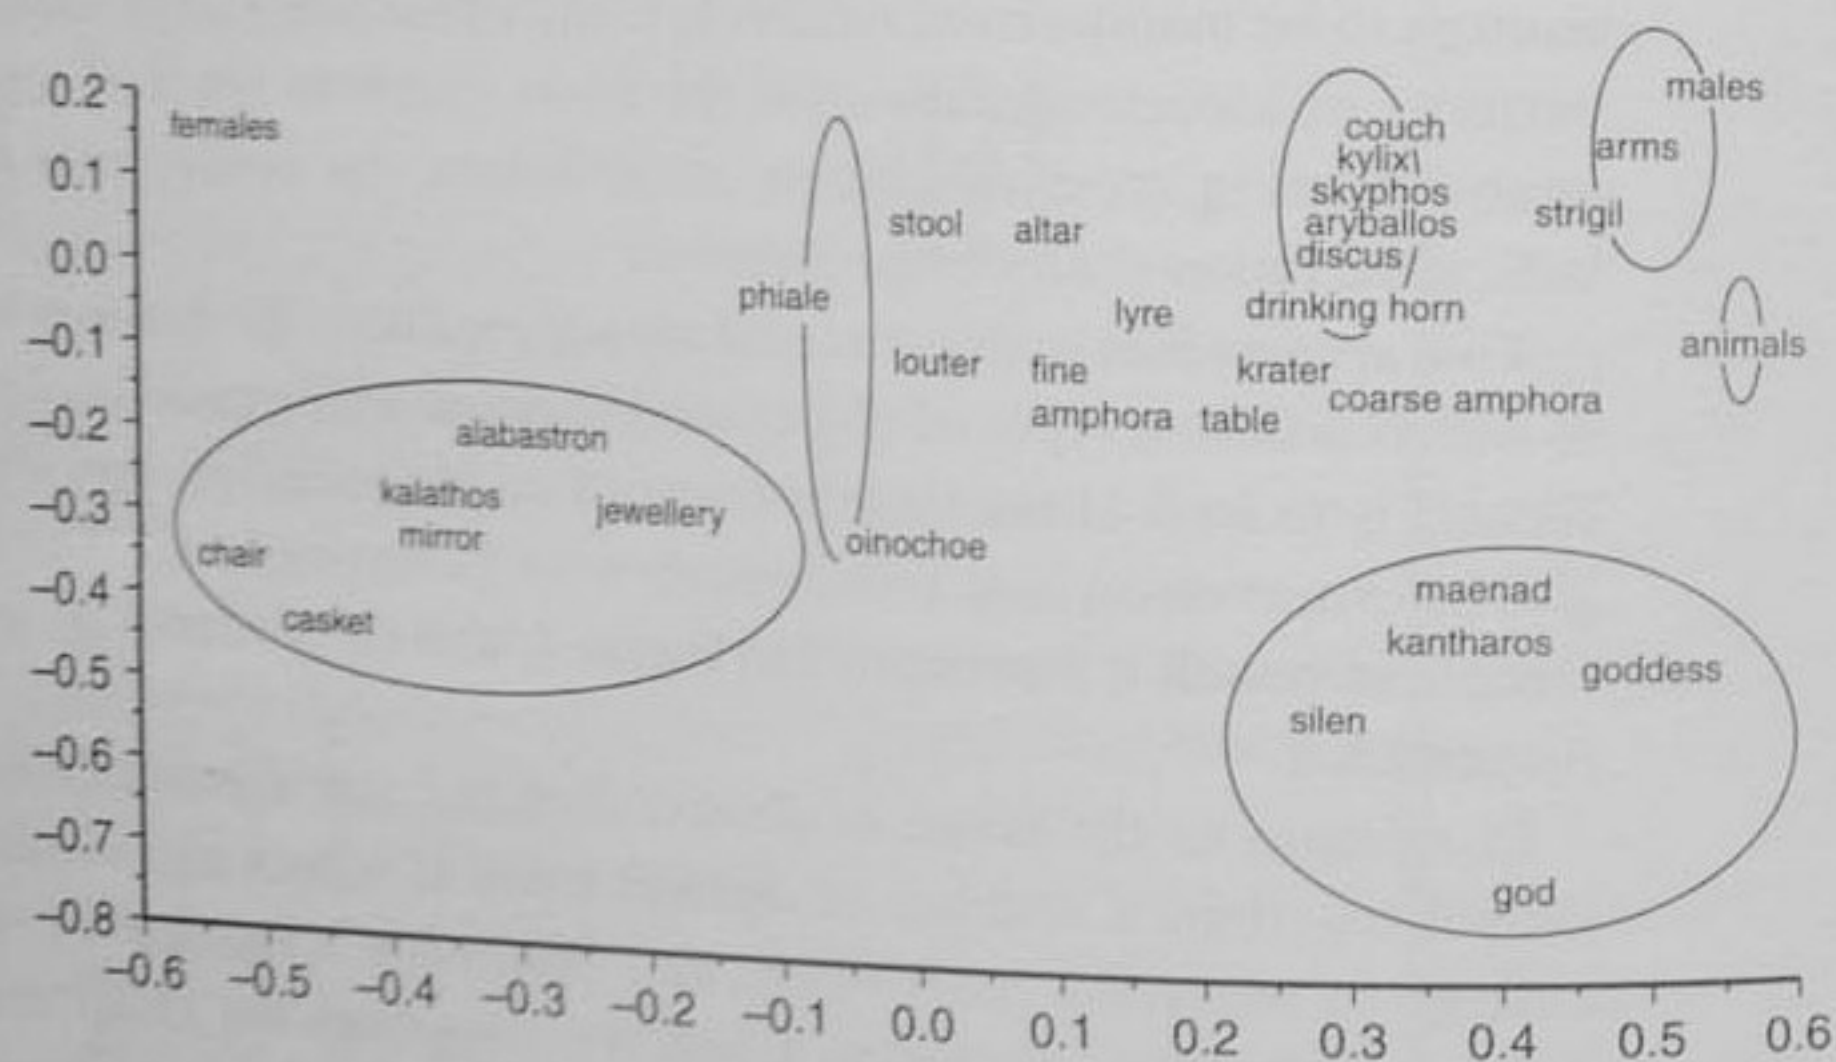 0.2
0.1
0.0
−0.1
−0.2
−0.3
−0.4
−0.5
−0.6
−0.7
−0.8
females
males
couch
arms
kylix
skyphos
strigil
aryballos
stool altar
discus
phiale
lyre
drinking horn
animals
louter
fine
amphora
krater
table
coarse amphora
alabastron
kalathos
jewellery
mirror
chair
casket
oinochoe
maenad
kantharos
goddess
silen
god
−0.6 −0.5 −0.4 −0.3 −0.2 −0.1 0.0 0.1 0.2 0.3 0.4 0.5 0.6